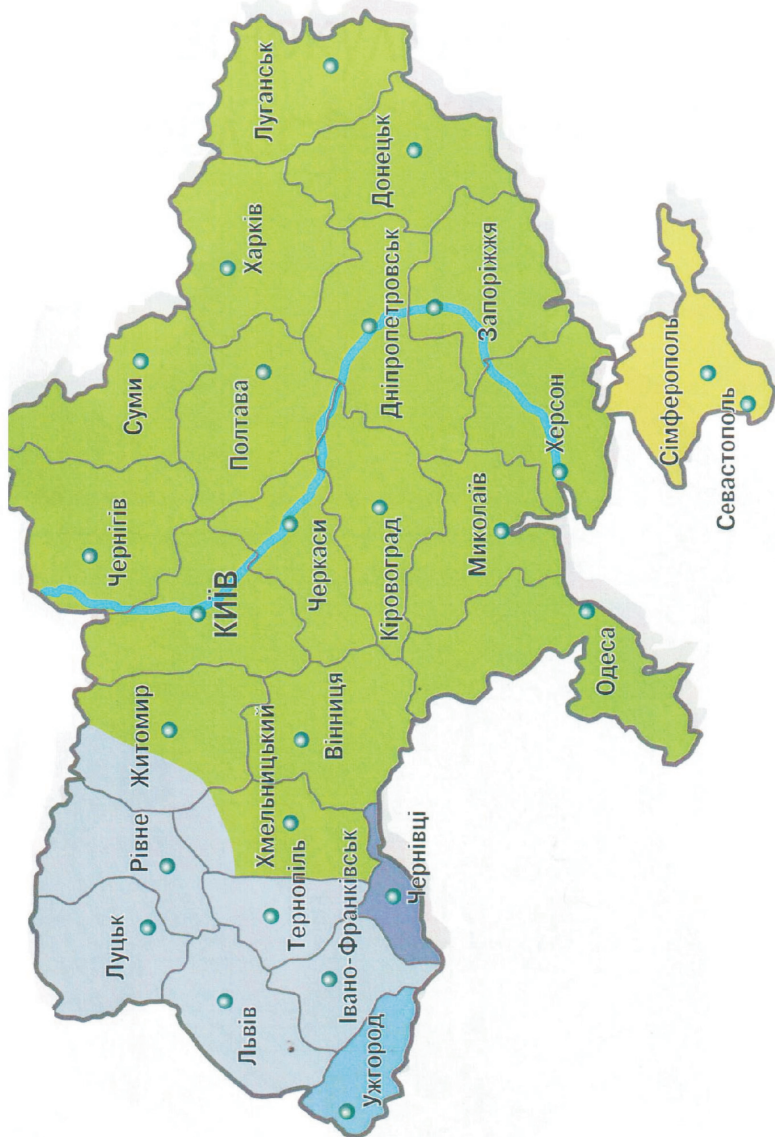 Луцьк
Рівне
Житомир
Чернігів
Суми
Львів
КИЇВ
Харків
Тернопіль
Хмельницький
Полтава
Луганськ
Черкаси
Ужгород
Івано-Франківськ
Вінниця
Чернівці
Кіровоград
Дніпропетровськ
Донецьк
Запоріжжя
Миколаїв
Херсон
Одеса
Сімферополь
Севастополь